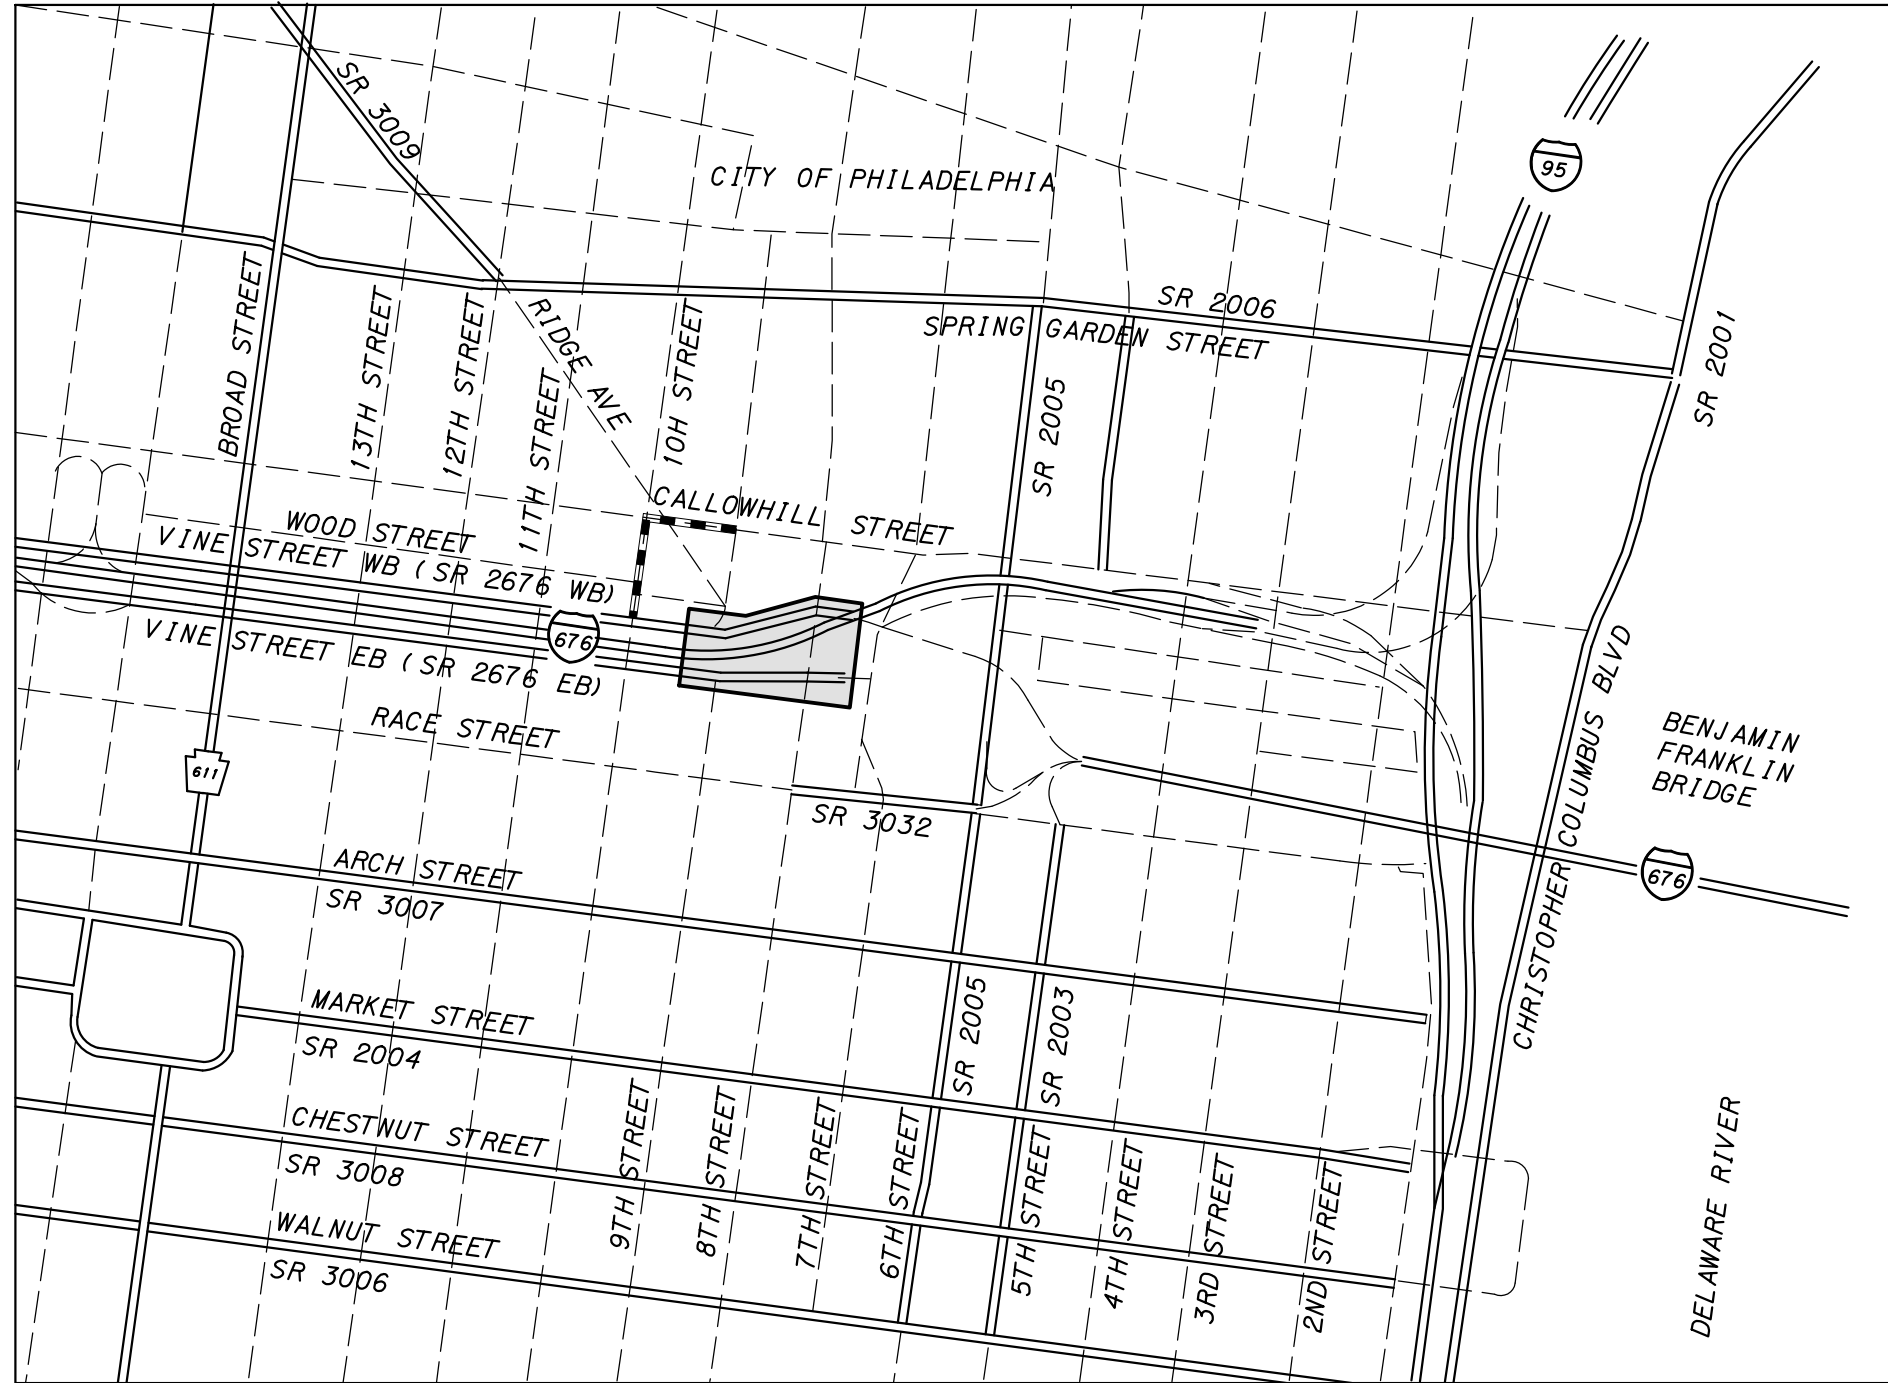 SR 3009
CITY OF PHILADELPHIA
95
BROAD STREET
13TH STREET
12TH STREET
11TH STREET
RIDGE AVE
10H STREET
SR 2006
SPRING GARDEN STREET
SR 2005
SR 2001
CALLOWHILL STREET
WOOD STREET
VINE STREET WB (SR 2676 WB)
676
VINE STREET EB (SR 2676 EB)
RACE STREET
611
SR 3032
CHRISTOPHER COLUMBUS BLVD
BENJAMIN
FRANKLIN
BRIDGE
676
ARCH STREET
SR 3007
MARKET STREET
SR 2004
SR 2005
SR 2003
CHESTNUT STREET
SR 3008
WALNUT STREET
SR 3006
9TH STREET
8TH STREET
7TH STREET
6TH STREET
5TH STREET
4TH STREET
3RD STREET
2ND STREET
DELAWARE RIVER